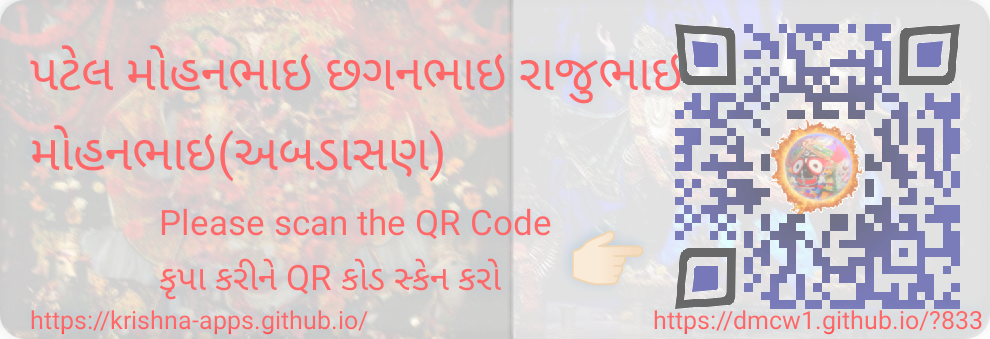 પટેલ મોહનભાઇ છગનભાઇ રાજુભાઇ
મોહનભાઇ(અબડાસણ)
Please scan the QR Code
કૃપા કરીને QR કોડ સ્કેન કરો
https://krishna-apps.github.io/
https://dmcw1.github.io/?833